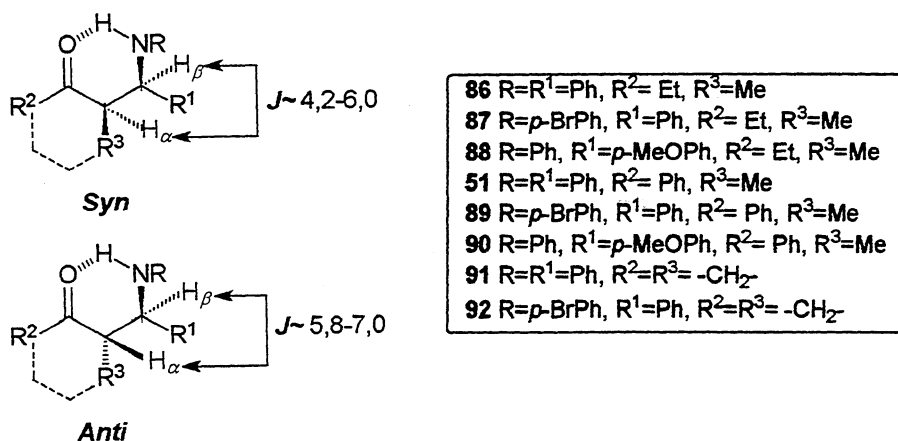 H
O
NR
Hβ
R²
R¹
J~ 4,2-6,0
R³
Hα
Syn
H
O
NR
Hβ
R²
R¹
J~ 5,8-7,0
R³
Hα
Anti
86 R=R¹=Ph, R²= Et, R³=Me
87 R=p-BrPh, R¹=Ph, R²= Et, R³=Me
88 R=Ph, R¹=p-MeOPh, R²= Et, R³=Me
51 R=R¹=Ph, R²= Ph, R³=Me
89 R=p-BrPh, R¹=Ph, R²= Ph, R³=Me
90 R=Ph, R¹=p-MeOPh, R²= Ph, R³=Me
91 R=R¹=Ph, R²=R³= -CH₂-
92 R=p-BrPh, R¹=Ph, R²=R³= -CH₂-